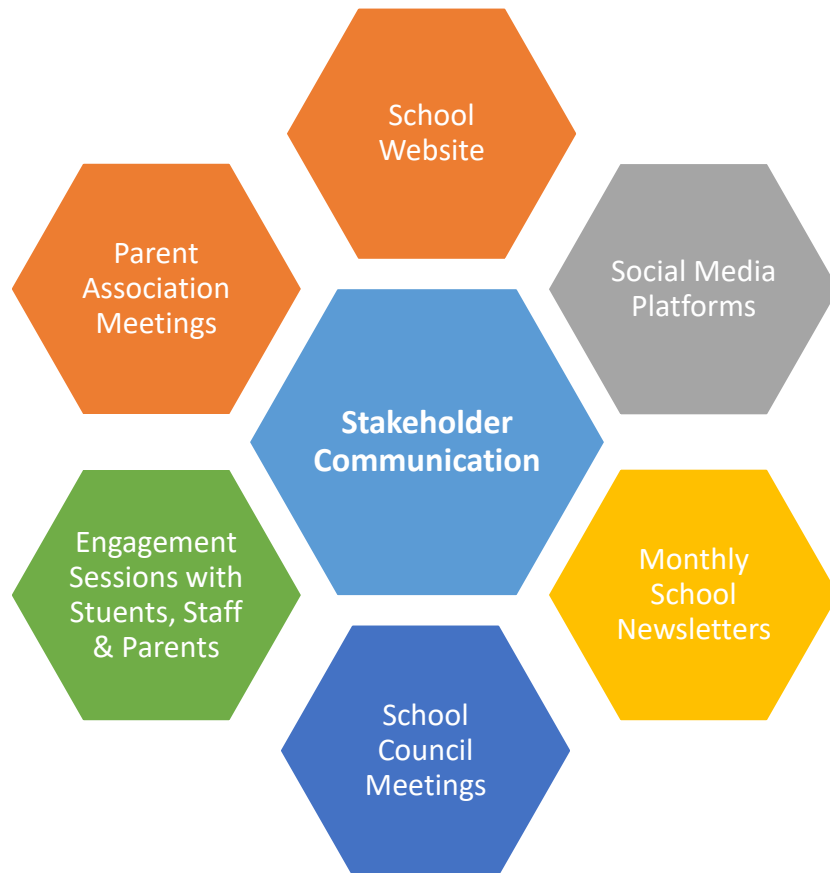 School
Website
Parent
Association
Meetings
Social Media
Platforms
Stakeholder
Communication
Engagement
Sessions with
Stuents, Staff
& Parents
Monthly
School
Newsletters
School
Council
Meetings